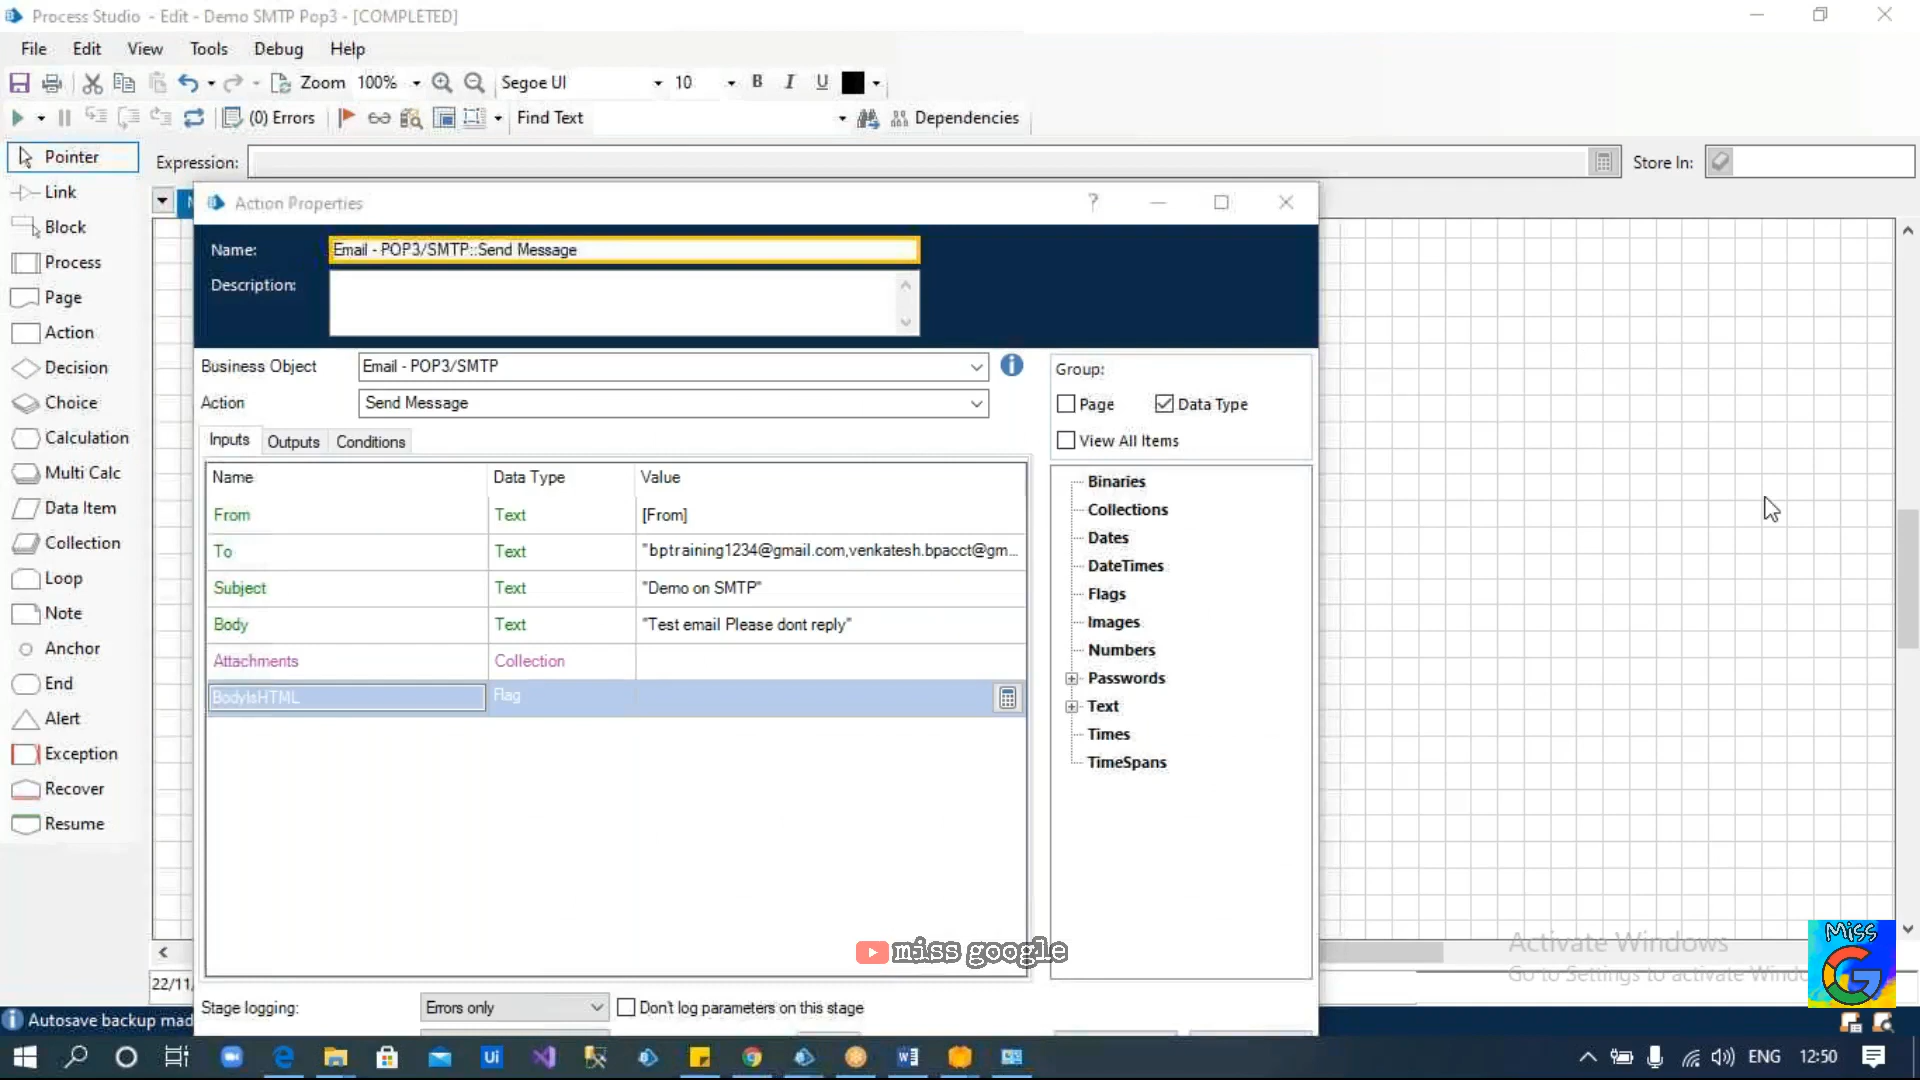 Process Studio - Edit - Demo SMTP Pop3 - [COMPLETED]
File Edit View Tools Debug Help
Zoom 100% Segoe UI 10 B I U
(0) Errors Find Text Dependencies
Pointer
Expression: Store In:
Link
Block
Process
Page
Action
Decision
Choice
Calculation
Multi Calc
Data Item
Collection
Loop
Note
Anchor
End
Alert
Exception
Recover
Resume
Action Properties ?
Name: Email - POP3/SMTP::Send Message
Description:
Business Object Email - POP3/SMTP
Action Send Message
Inputs Outputs Conditions
Name Data Type Value
From Text [From]
To Text "bptraining1234@gmail.com,venkatesh.bpacct@gm...
Subject Text "Demo on SMTP"
Body Text "Test email Please dont reply"
Attachments Collection
BodyIsHTML Flag
Group:
Page Data Type
View All Items
Binaries
Collections
Dates
DateTimes
Flags
Images
Numbers
Passwords
Text
Times
TimeSpans
miss google
Activate Windows
Go to Settings to activate Windo
Miss
G
22/11
Stage logging: Errors only Don't log parameters on this stage
Autosave backup mad
Ui
ENG 12:50